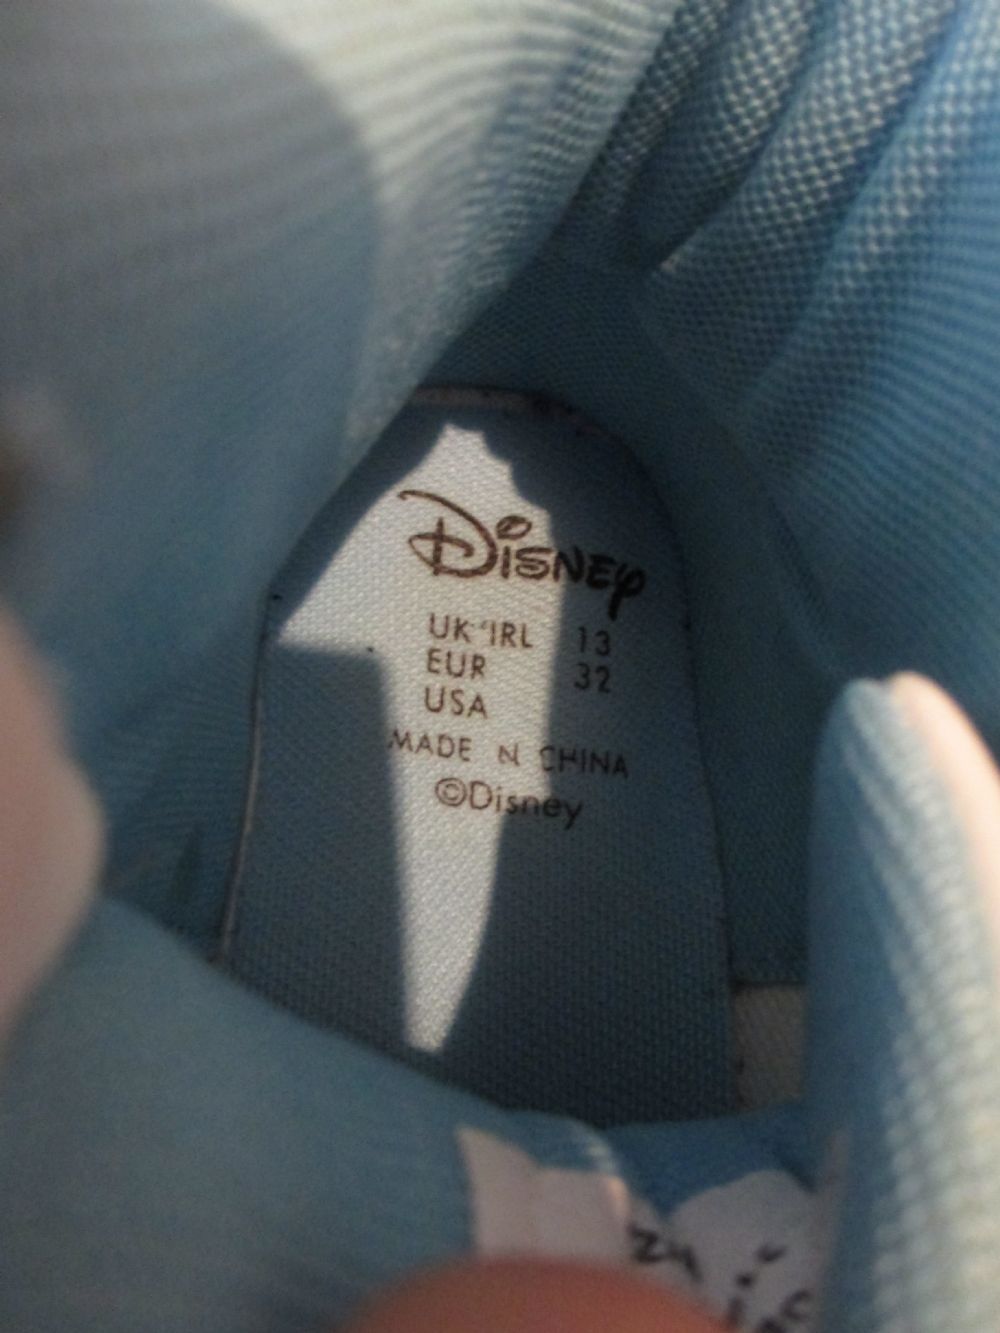 Disney
UK IRL 13
EUR 32
USA
MADE N CHINA
©Disney